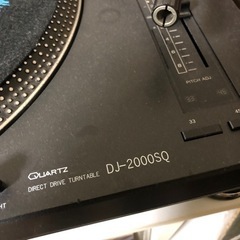 PITCH ADJ.
33
45
QUARTZ
DIRECT DRIVE TURNTABLE DJ-2000SQ